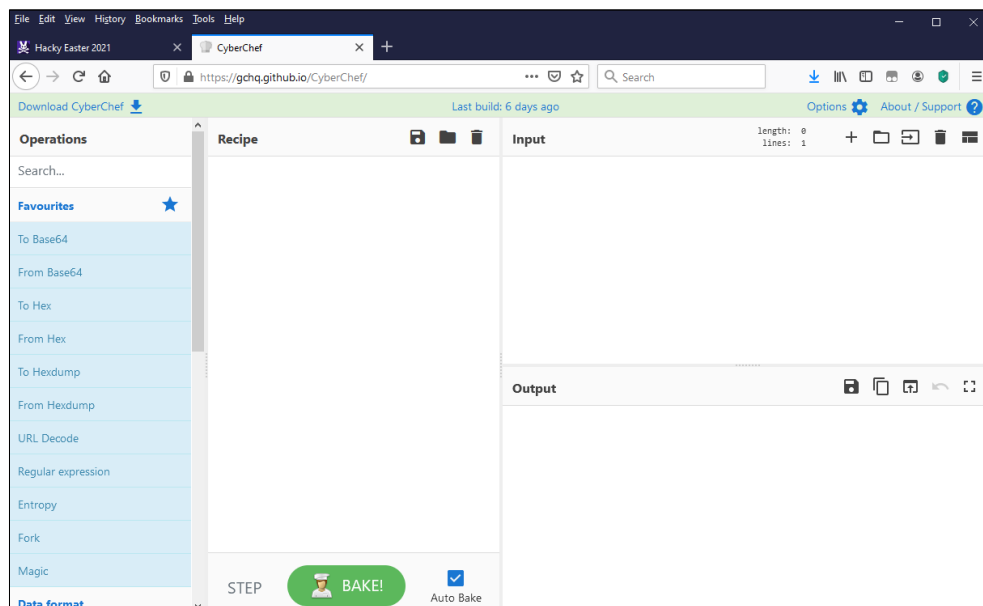 File Edit View History Bookmarks Tools Help
Hacky Easter 2021
CyberChef
https://gchq.github.io/CyberChef/
Search
Download CyberChef
Last build: 6 days ago
Options
About / Support
Operations
Recipe
Input
length: 0
lines: 1
Search...
Favourites
To Base64
From Base64
To Hex
From Hex
To Hexdump
From Hexdump
URL Decode
Regular expression
Entropy
Fork
Magic
Data format
Output
STEP
BAKE!
Auto Bake